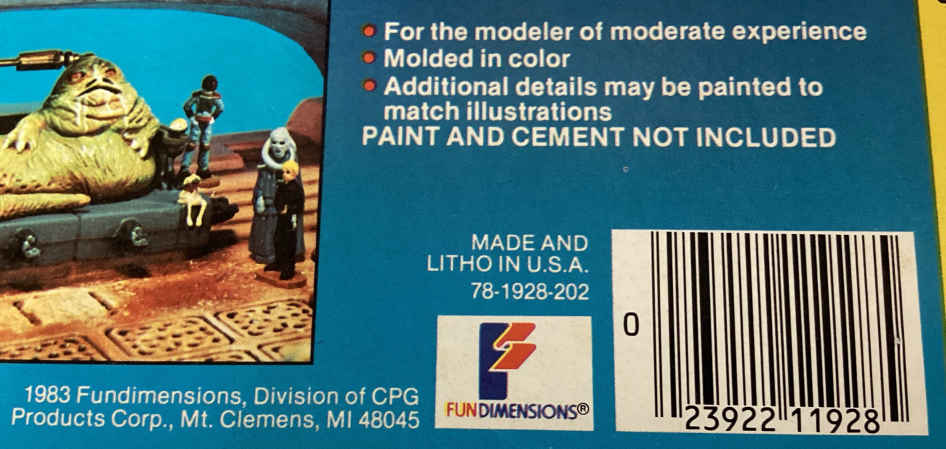 For the modeler of moderate experience
Molded in color
Additional details may be painted to
match illustrations
PAINT AND CEMENT NOT INCLUDED
MADE AND
LITHO IN U.S.A.
78-1928-202
FUNDIMENSIONS®
0
23922 11928
1983 Fundimensions, Division of CPG
Products Corp., Mt. Clemens, MI 48045